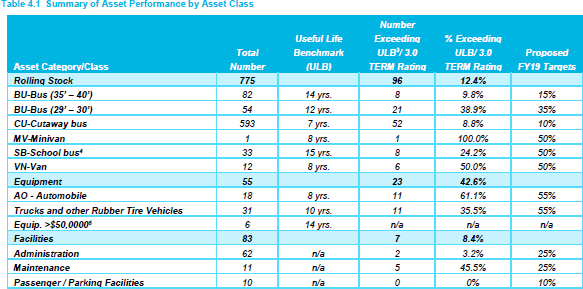 Table 4.1 Summary of Asset Performance by Asset Class
Asset Category/Class Total Number Useful Life Benchmark (ULB) Number Exceeding ULB³/ 3.0 TERM Rating % Exceeding ULB/ 3.0 TERM Rating Proposed FY19 Targets
Rolling Stock 775 96 12.4%
BU-Bus (35' – 40') 82 14 yrs. 8 9.8% 15%
BU-Bus (29' – 30') 54 12 yrs. 21 38.9% 35%
CU-Cutaway bus 593 7 yrs. 52 8.8% 10%
MV-Minivan 1 8 yrs. 1 100.0% 50%
SB-School bus⁴ 33 15 yrs. 8 24.2% 50%
VN-Van 12 8 yrs. 6 50.0% 50%
Equipment 55 23 42.6%
AO - Automobile 18 8 yrs. 11 61.1% 55%
Trucks and other Rubber Tire Vehicles 31 10 yrs. 11 35.5% 55%
Equip. >$50,000⁵ 6 14 yrs. n/a n/a n/a
Facilities 83 7 8.4%
Administration 62 n/a 2 3.2% 25%
Maintenance 11 n/a 5 45.5% 25%
Passenger / Parking Facilities 10 n/a 0 0% 10%